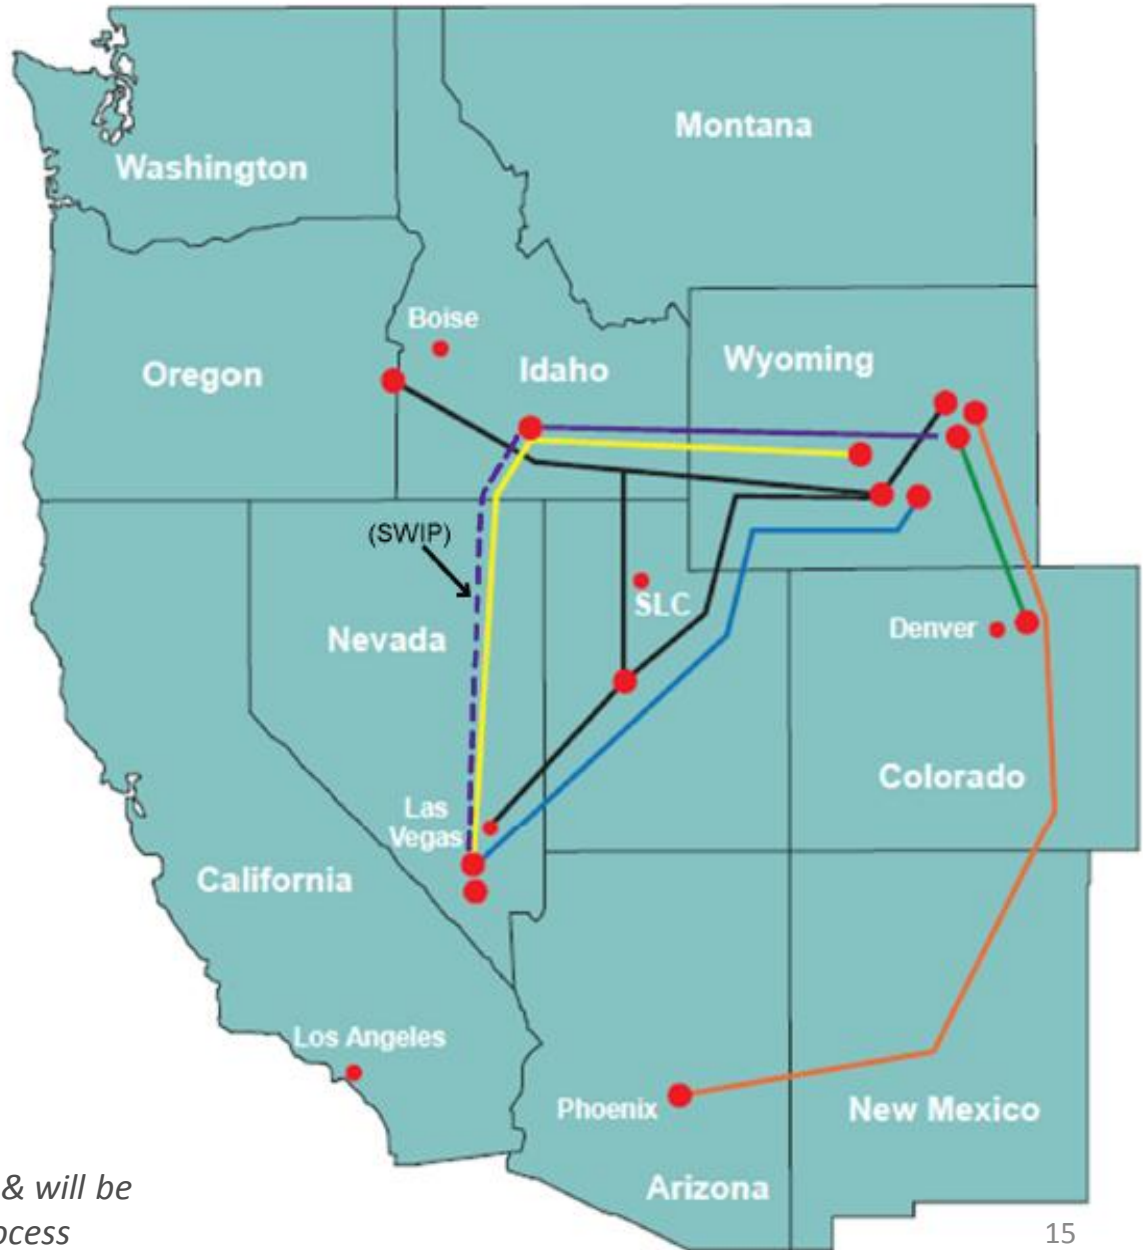 Montana
Washington
Boise
Wyoming
Idaho
Oregon
(SWIP)
SLC
Denver
Nevada
Colorado
Las
Vegas
California
Los Angeles
Phoenix
New Mexico
Arizona
& will be
ocess
15